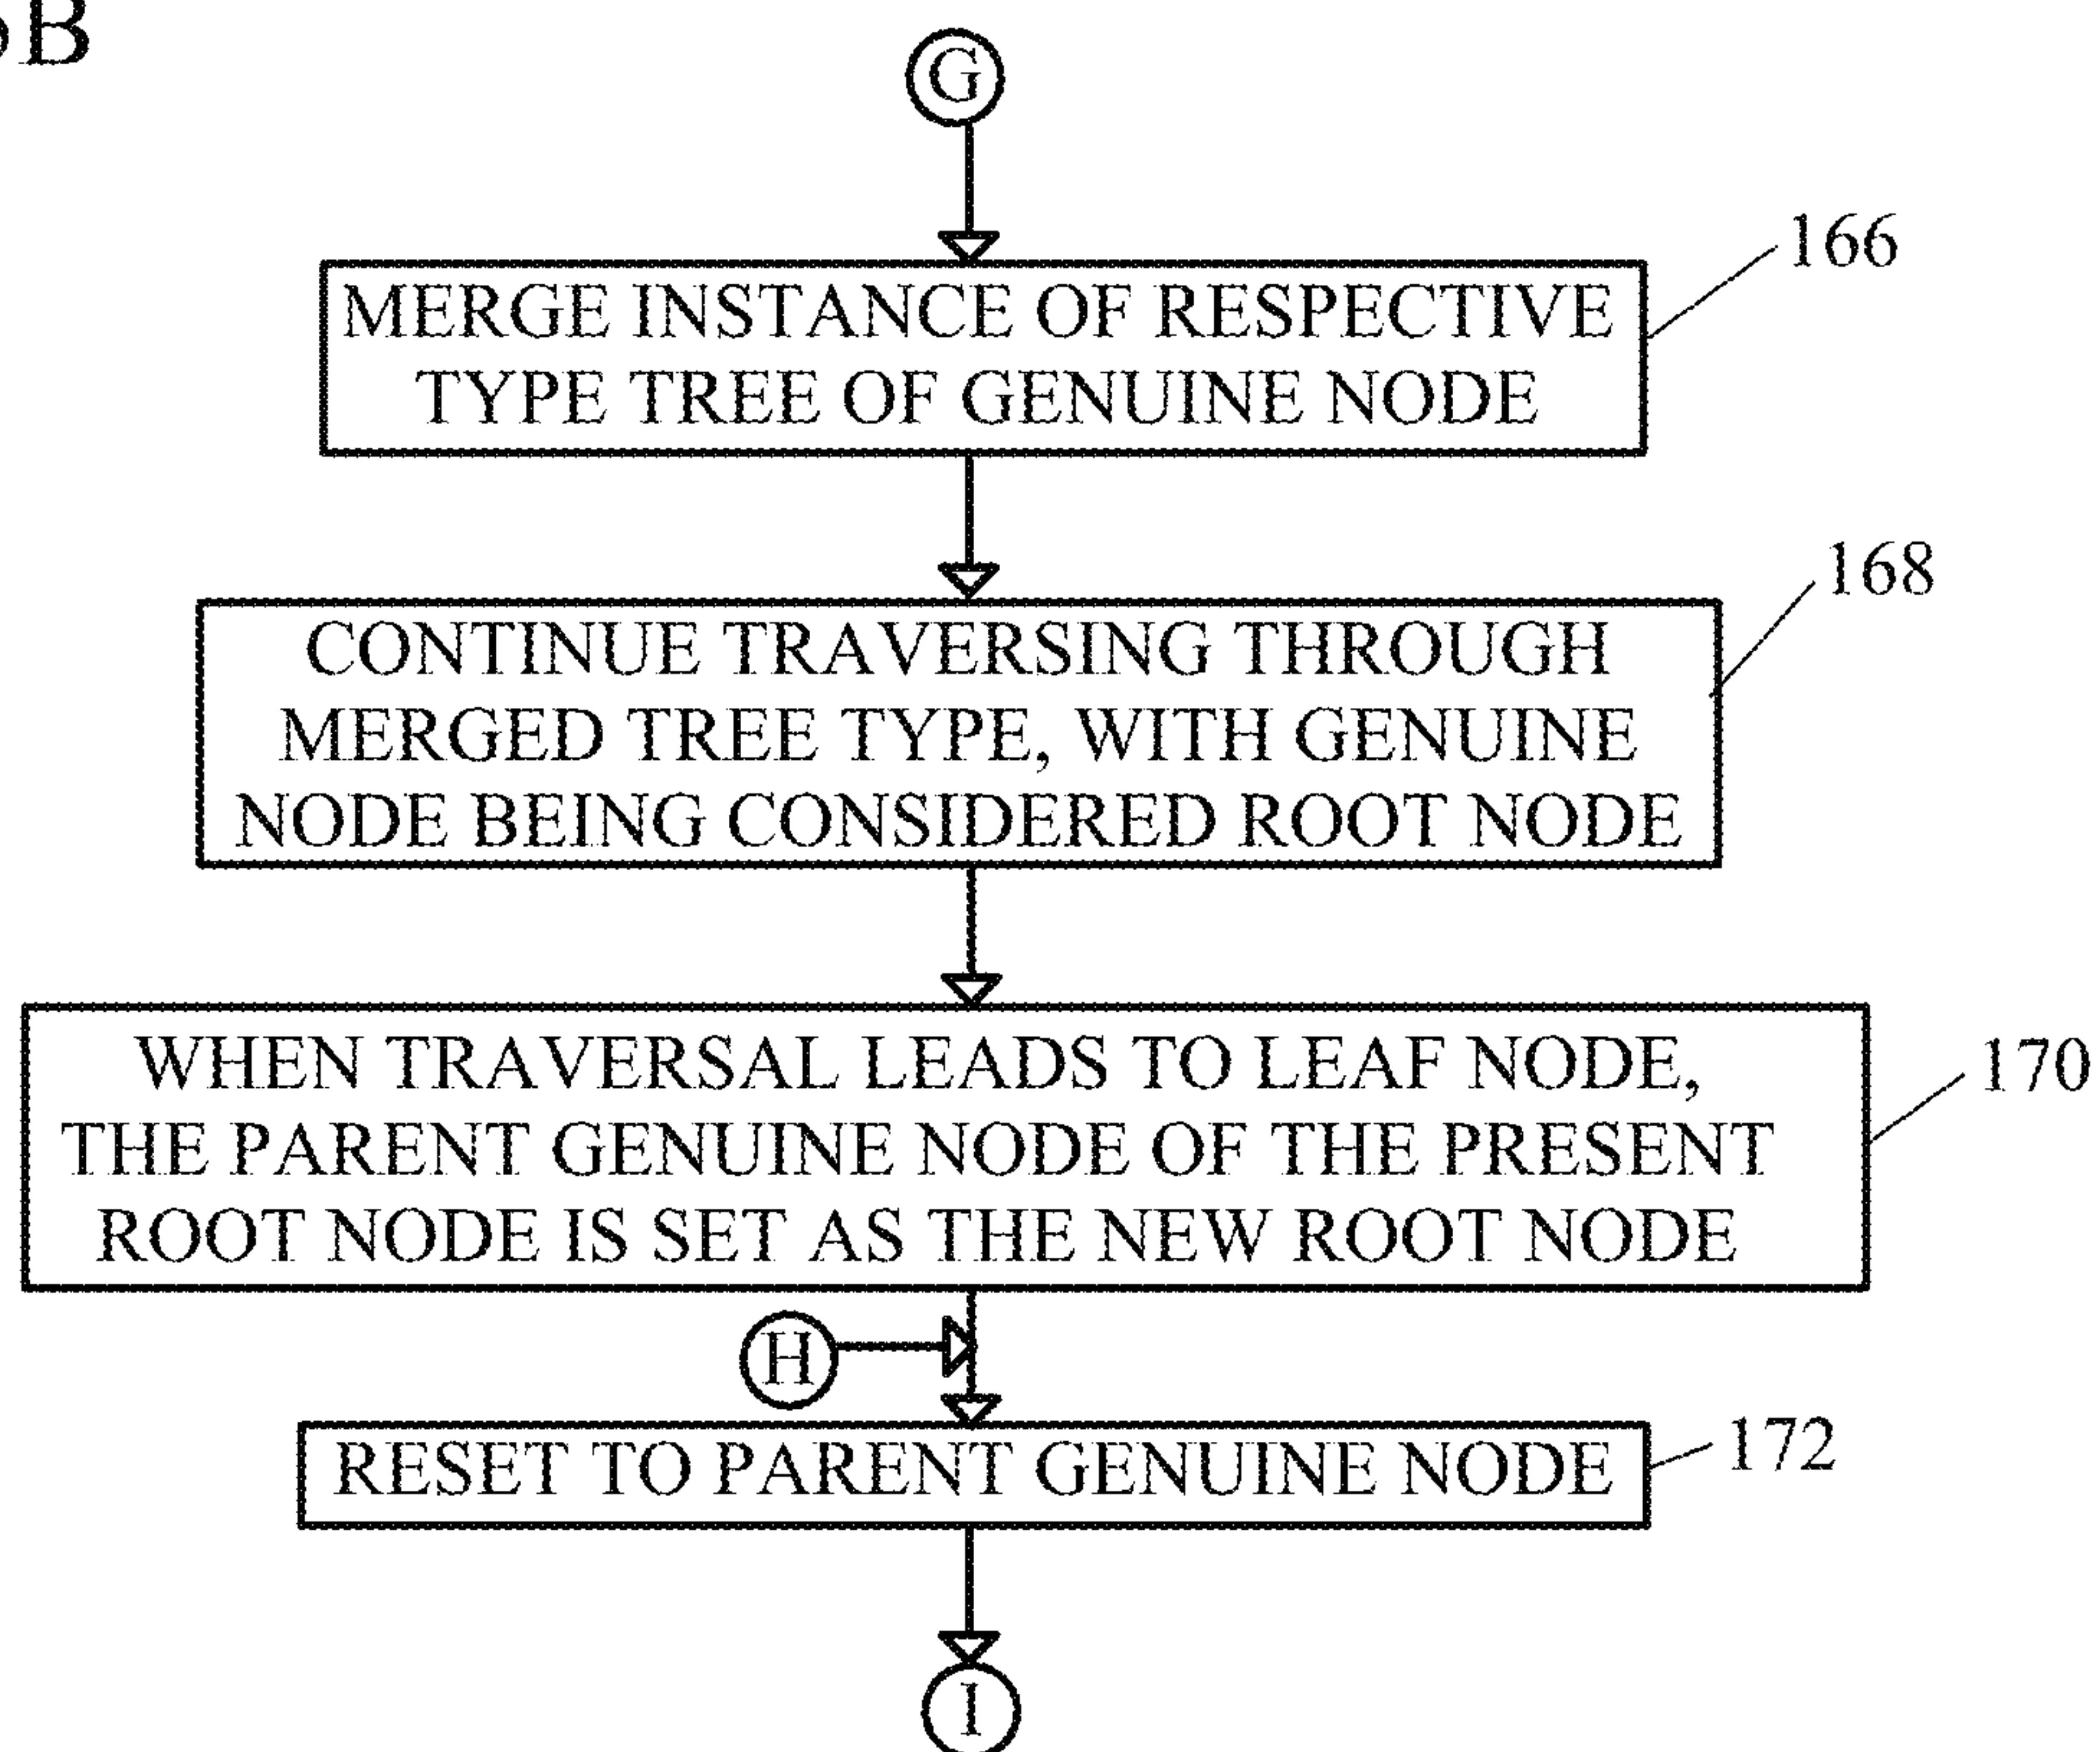 B
G
166
MERGE INSTANCE OF RESPECTIVE
TYPE TREE OF GENUINE NODE
168
CONTINUE TRAVERSING THROUGH
MERGED TREE TYPE, WITH GENUINE
NODE BEING CONSIDERED ROOT NODE
WHEN TRAVERSAL LEADS TO LEAF NODE,
170
THE PARENT GENUINE NODE OF THE PRESENT
ROOT NODE IS SET AS THE NEW ROOT NODE
H
RESET TO PARENT GENUINE NODE
172
I